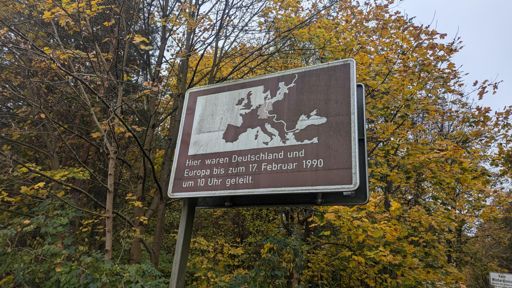 Hier waren Deutschland und
Europa bis zum 17. Februar 1990
um 10 Uhr geteilt.